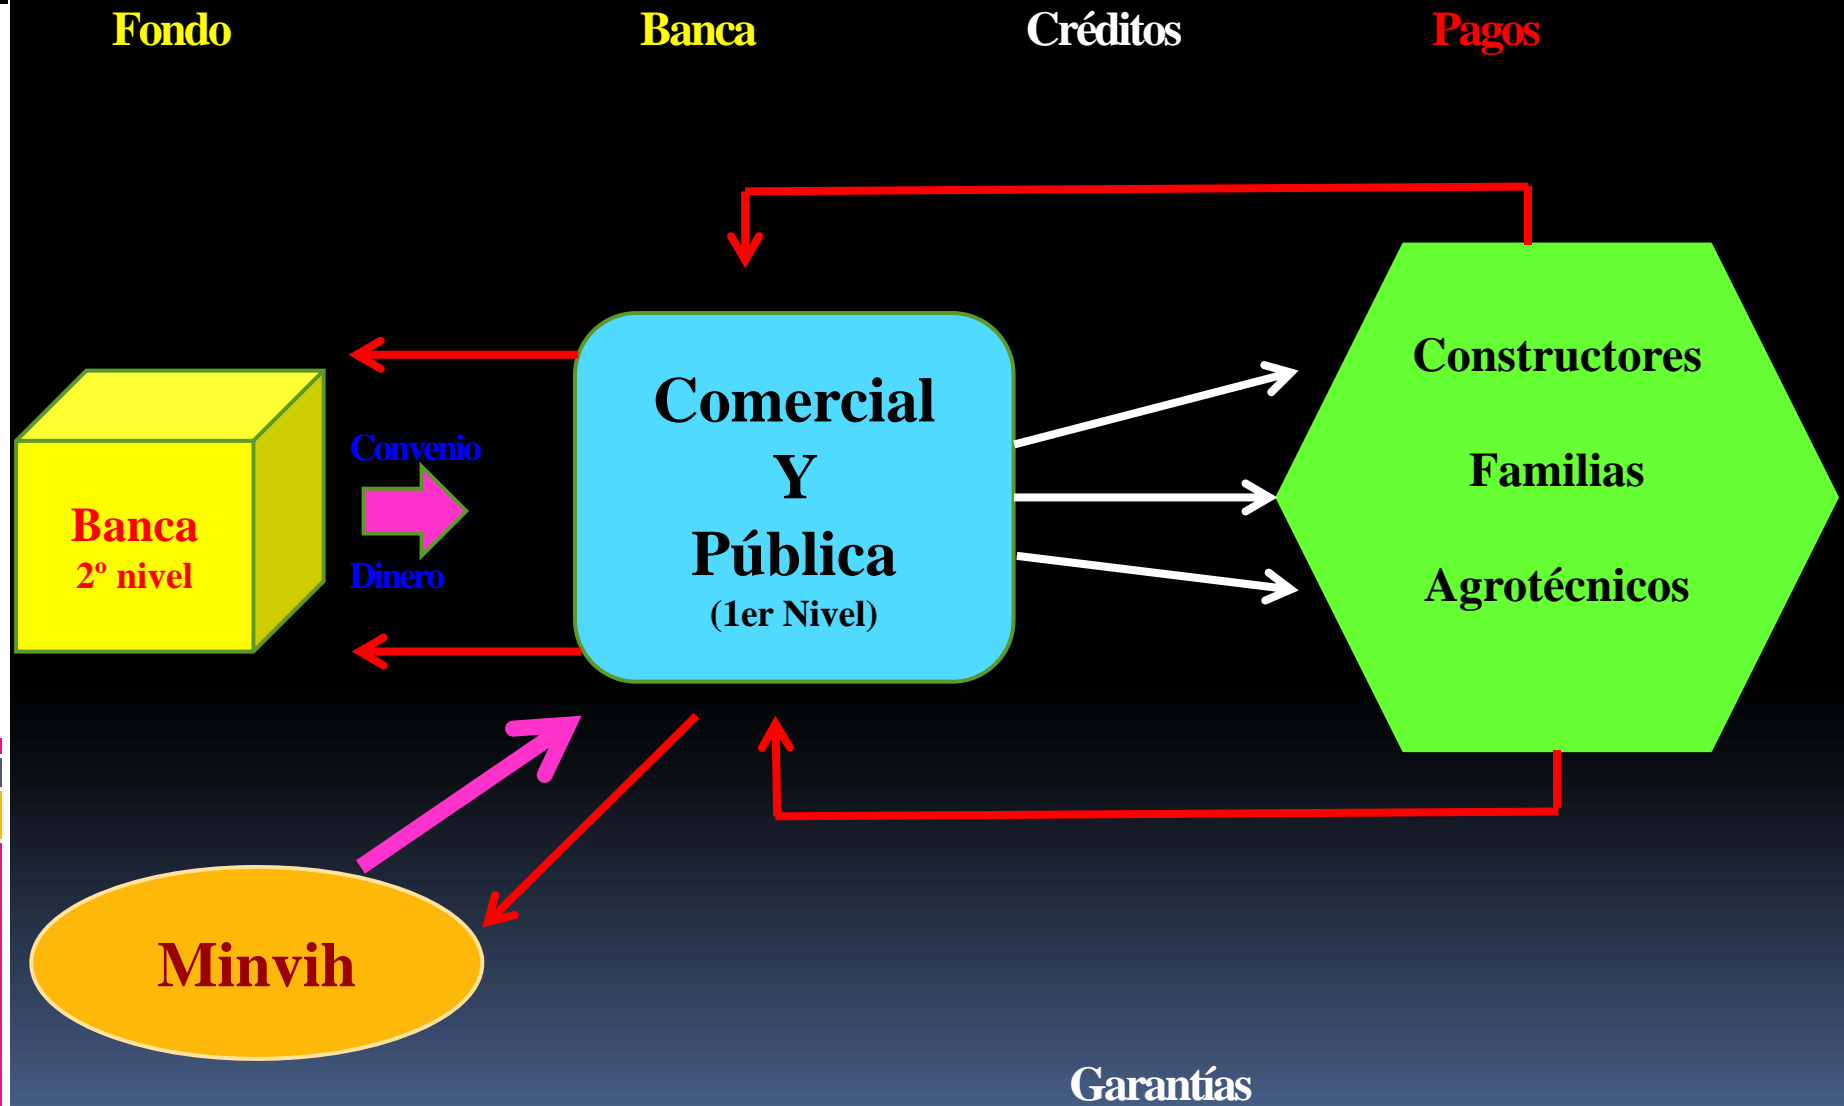 Fondo
Banca
Créditos
Pagos
Convenio
Dinero
Banca
2º nivel
Comercial
Y
Pública
(1er Nivel)
Constructores
Familias
Agrotécnicos
Minvih
Garantías